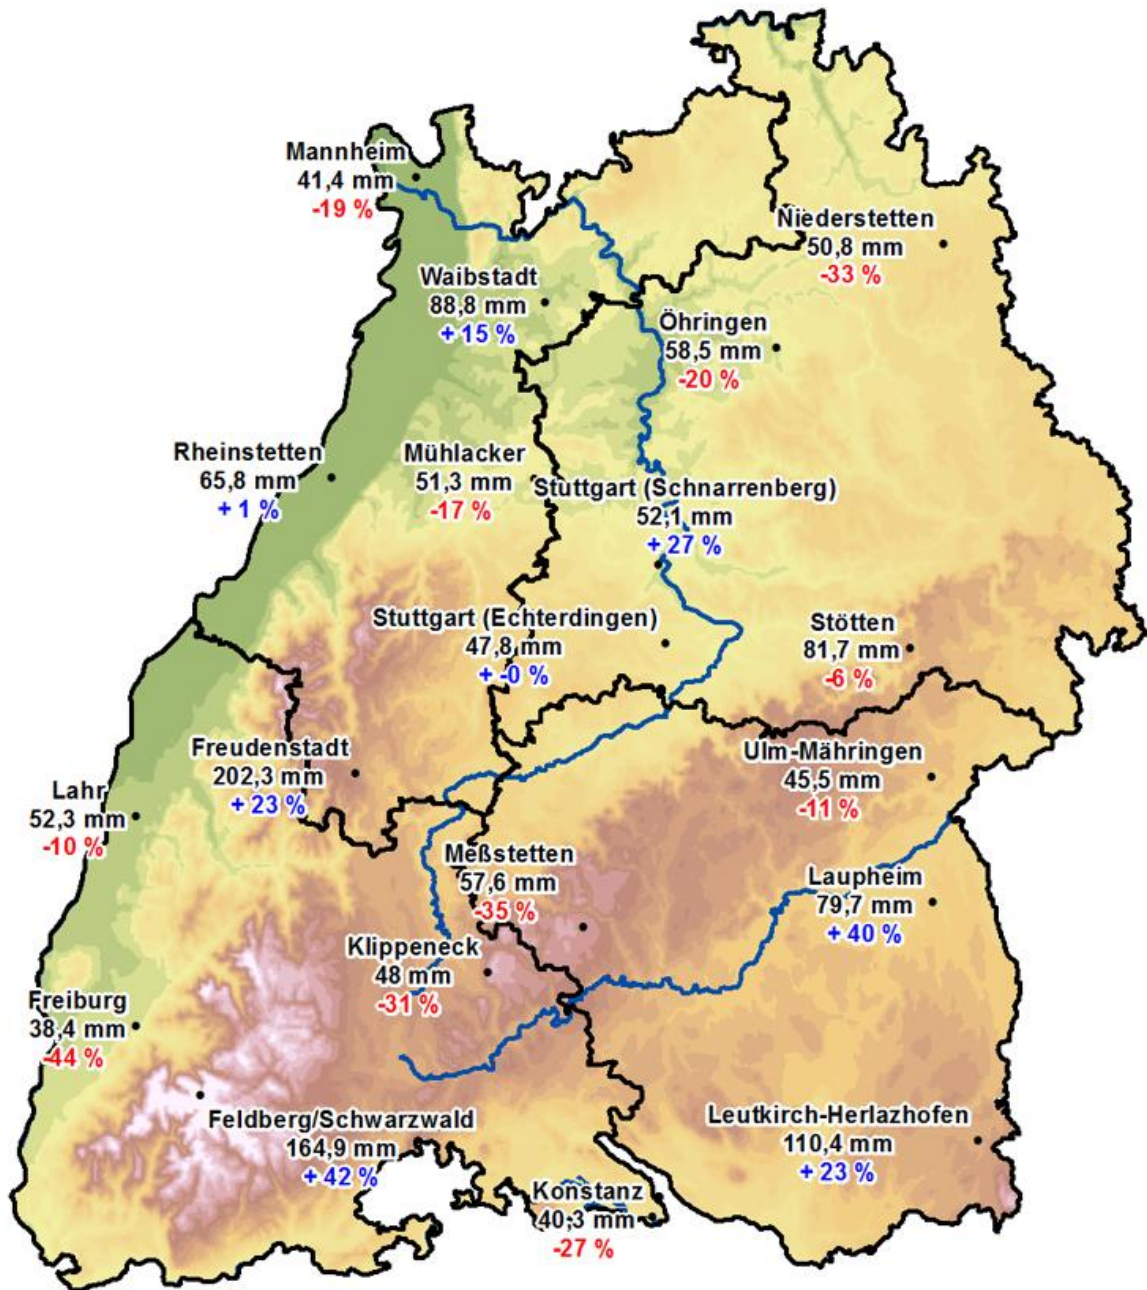 Mannheim
41,4 mm
-19 %
Niederstetten
50,8 mm
-33 %
Waibstadt
88,8 mm
+ 15 %
Öhringen
58,5 mm
-20 %
Rheinstetten
65,8 mm
+ 1 %
Mühlacker
51,3 mm
-17 %
Stuttgart (Schnarrenberg)
52,1 mm
+ 27 %
Stuttgart (Echterdingen)
47,8 mm
+ -0 %
Stötten
81,7 mm
-6 %
Freudenstadt
202,3 mm
+ 23 %
Ulm-Mähringen
45,5 mm
-11 %
Lahr
52,3 mm
-10 %
Meßstetten
57,6 mm
-35 %
Laupheim
79,7 mm
+ 40 %
Klippeneck
48 mm
-31 %
Freiburg
38,4 mm
-44 %
Feldberg/Schwarzwald
164,9 mm
+ 42 %
Leutkirch-Herlazhofen
110,4 mm
+ 23 %
Konstanz
40,3 mm
-27 %